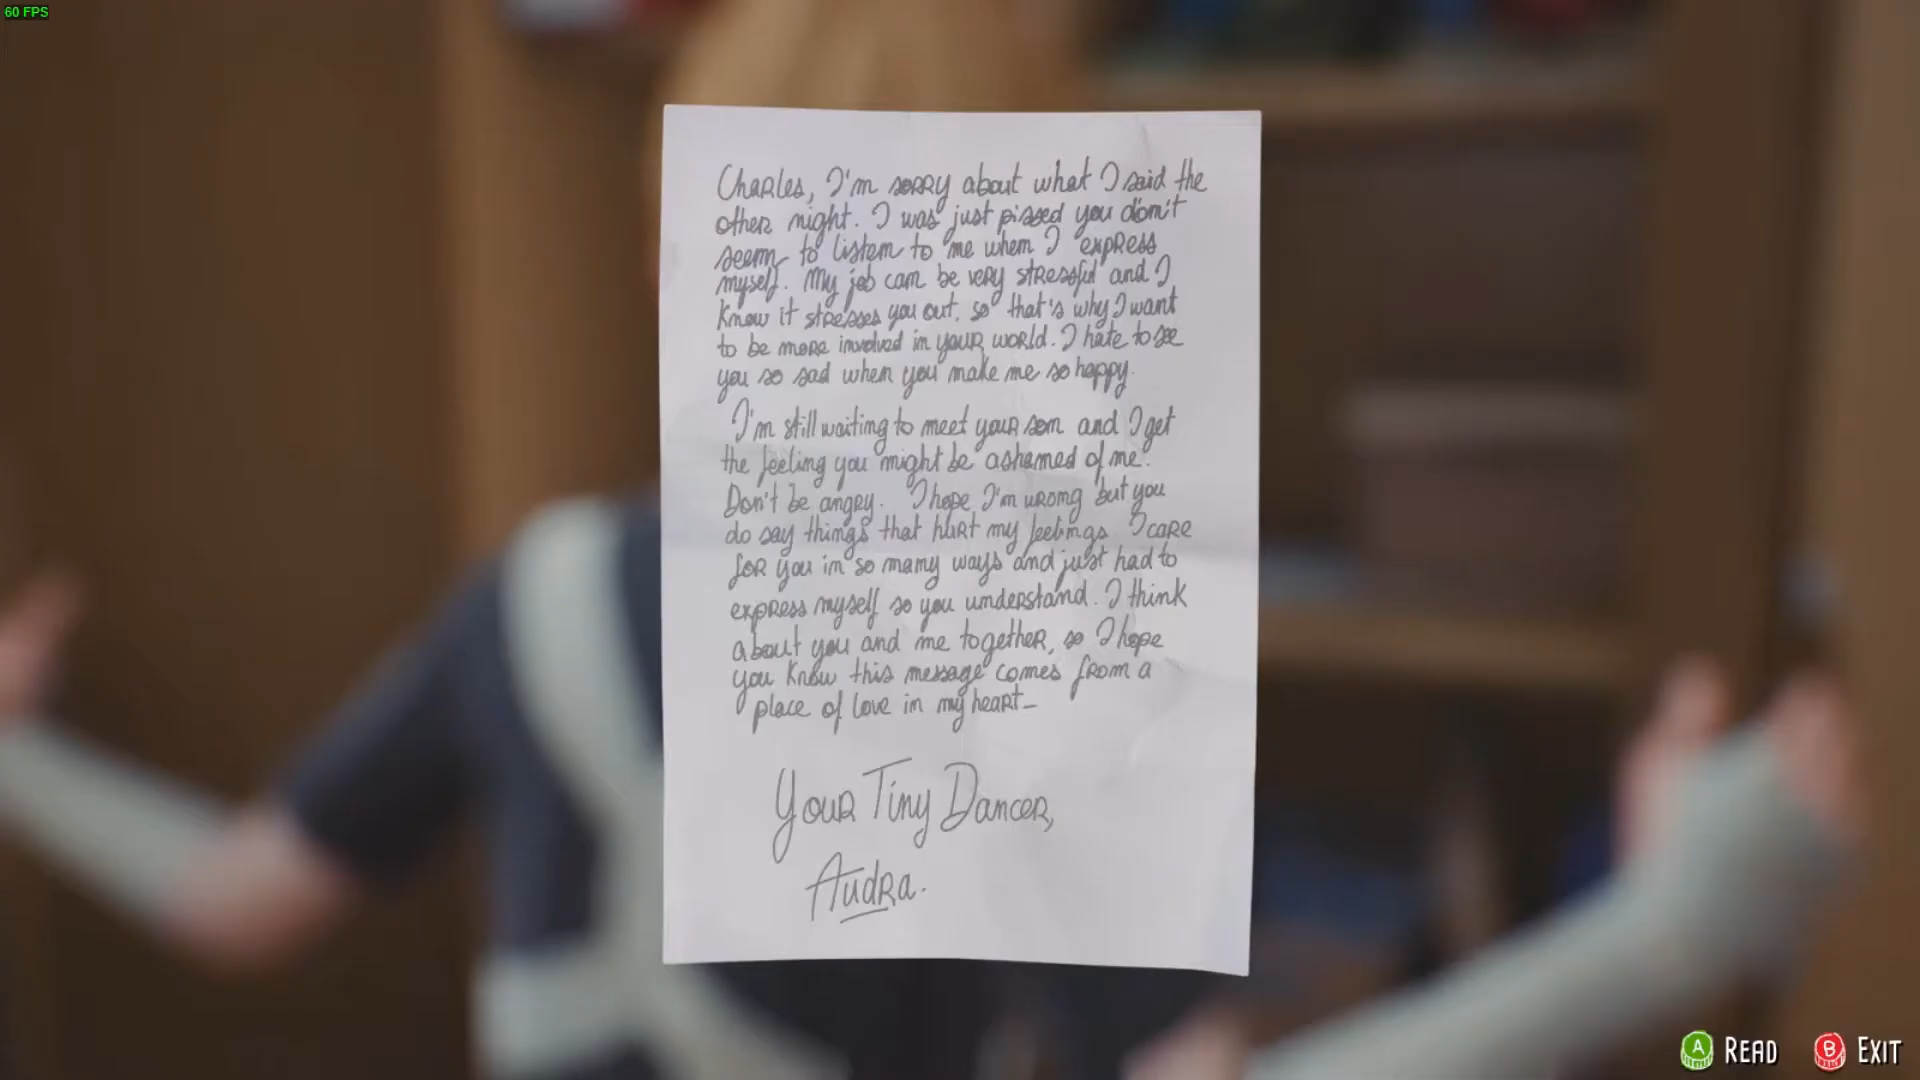 60 FPS
Charles, I'm sorry about what I said the
other night. I was just pissed you don't
seem to listen to me when I express
myself. My job can be very stressful and I
know it stresses you out, so that's why I want
to be more involved in your world. I hate to see
you so sad when you make me so happy.
I'm still waiting to meet your son and I get
the feeling you might be ashamed of me.
Don't be angry. I hope I'm wrong but you
do say things that hurt my feelings. I care
for you in so many ways and just had to
express myself so you understand. I think
about you and me together, so I hope
you know this message comes from a
place of love in my heart_
Your Tiny Dancer,
Audra.
A READ B EXIT